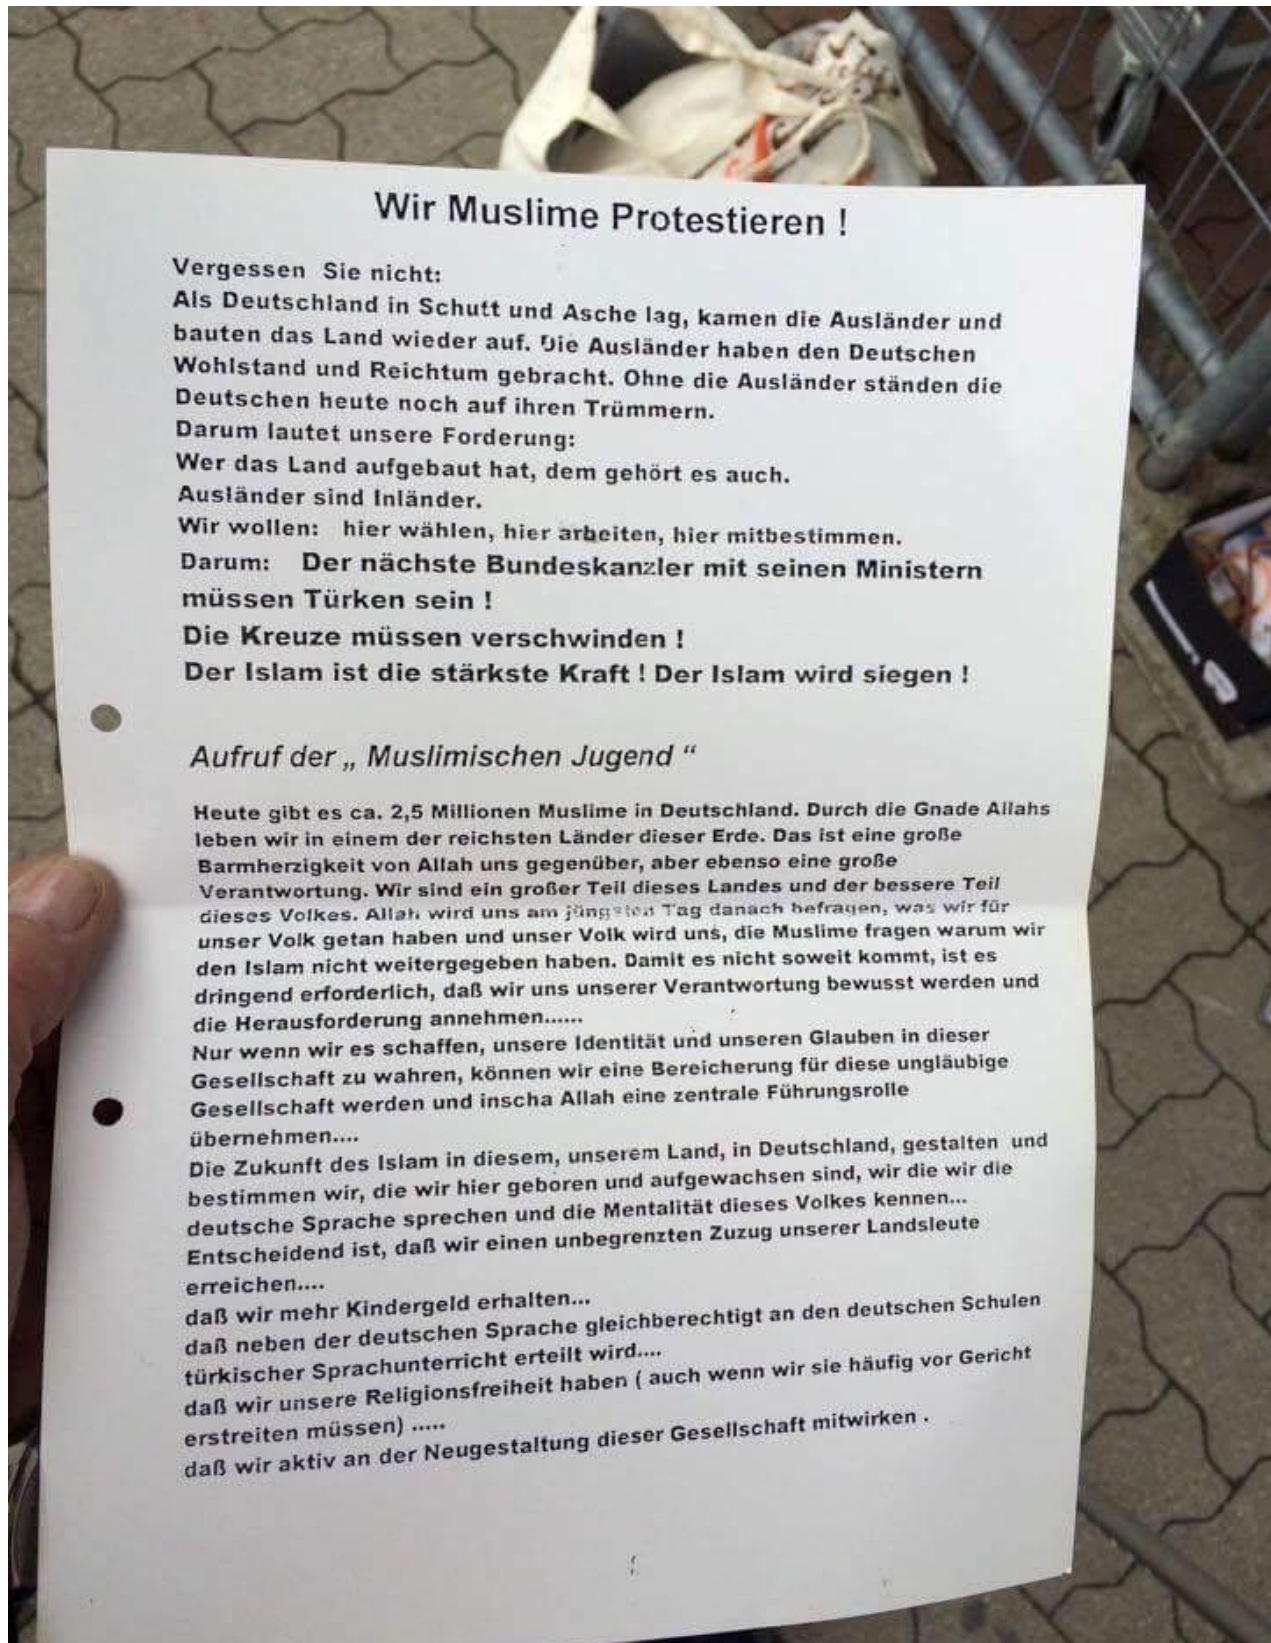 Wir Muslime Protestieren !
Vergessen Sie nicht:
Als Deutschland in Schutt und Asche lag, kamen die Ausländer und
bauten das Land wieder auf. Die Ausländer haben den Deutschen
Wohlstand und Reichtum gebracht. Ohne die Ausländer ständen die
Deutschen heute noch auf ihren Trümmern.
Darum lautet unsere Forderung:
Wer das Land aufgebaut hat, dem gehört es auch.
Ausländer sind Inländer.
Wir wollen: hier wählen, hier arbeiten, hier mitbestimmen.
Darum: Der nächste Bundeskanzler mit seinen Ministern
müssen Türken sein !
Die Kreuze müssen verschwinden !
Der Islam ist die stärkste Kraft ! Der Islam wird siegen !
Aufruf der „ Muslimischen Jugend “
Heute gibt es ca. 2,5 Millionen Muslime in Deutschland. Durch die Gnade Allahs
leben wir in einem der reichsten Länder dieser Erde. Das ist eine große
Barmherzigkeit von Allah uns gegenüber, aber ebenso eine große
Verantwortung. Wir sind ein großer Teil dieses Landes und der bessere Teil
dieses Volkes. Allah wird uns am jüngsten Tag danach befragen, was wir für
unser Volk getan haben und unser Volk wird uns, die Muslime fragen warum wir
den Islam nicht weitergegeben haben. Damit es nicht soweit kommt, ist es
dringend erforderlich, daß wir uns unserer Verantwortung bewusst werden und
die Herausforderung annehmen......
Nur wenn wir es schaffen, unsere Identität und unseren Glauben in dieser
Gesellschaft zu wahren, können wir eine Bereicherung für diese ungläubige
Gesellschaft werden und inscha Allah eine zentrale Führungsrolle
übernehmen....
Die Zukunft des Islam in diesem, unserem Land, in Deutschland, gestalten und
bestimmen wir, die wir hier geboren und aufgewachsen sind, wir die wir die
deutsche Sprache sprechen und die Mentalität dieses Volkes kennen...
Entscheidend ist, daß wir einen unbegrenzten Zuzug unserer Landsleute
erreichen....
daß wir mehr Kindergeld erhalten...
daß neben der deutschen Sprache gleichberechtigt an den deutschen Schulen
türkischer Sprachunterricht erteilt wird....
daß wir unsere Religionsfreiheit haben ( auch wenn wir sie häufig vor Gericht
erstreiten müssen) .....
daß wir aktiv an der Neugestaltung dieser Gesellschaft mitwirken .